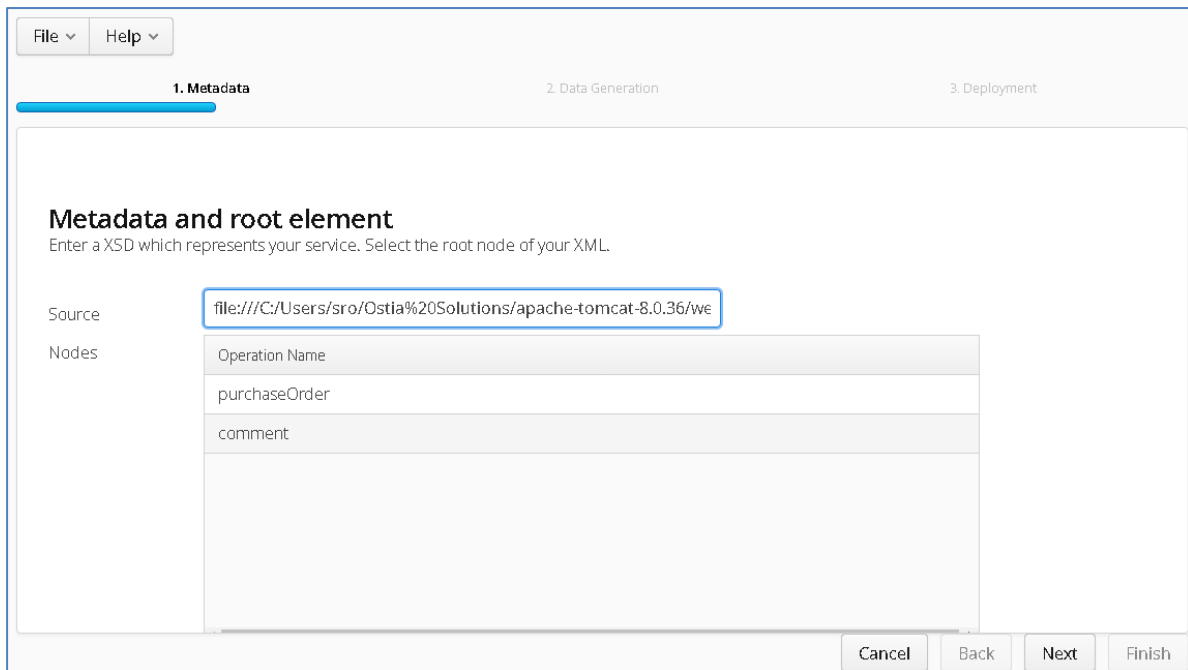 File Help
1. Metadata 2. Data Generation 3. Deployment
Metadata and root element
Enter a XSD which represents your service. Select the root node of your XML.
Source file:///C:/Users/sro/Ostia%20Solutions/apache-tomcat-8.0.36/we
Nodes Operation Name
purchaseOrder
comment
Cancel Back Next Finish